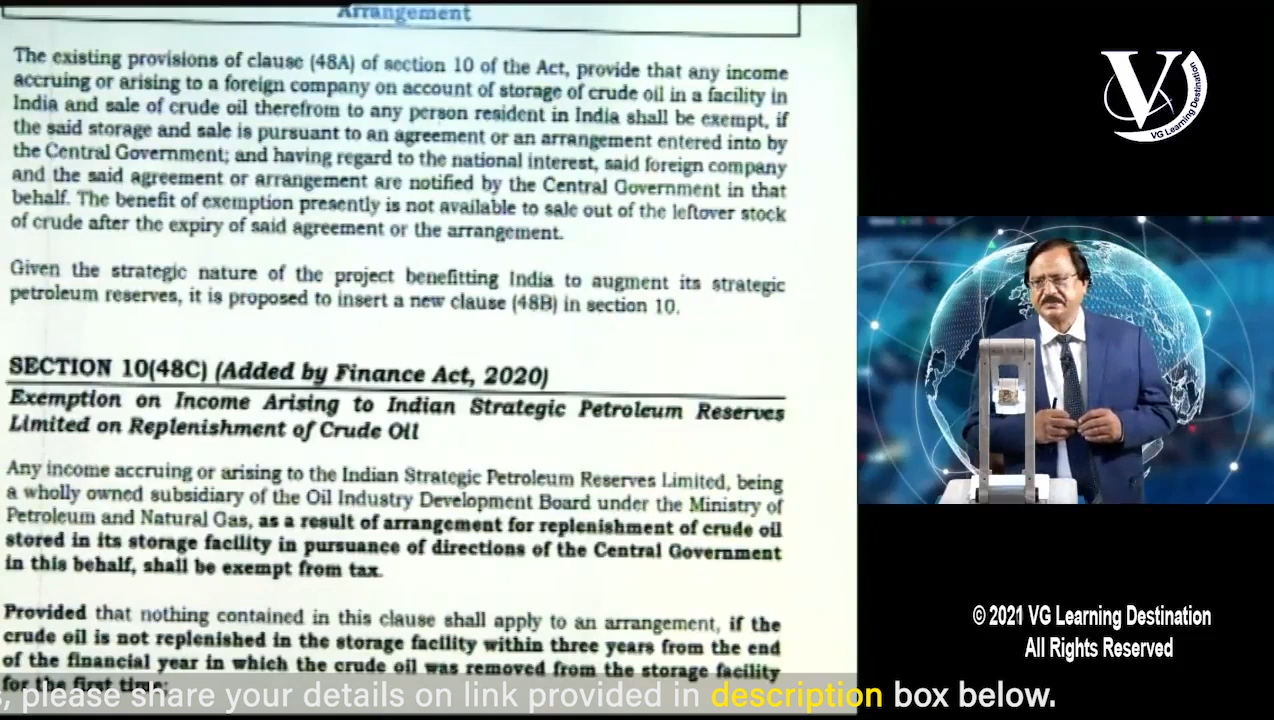 Arrangement
The existing provisions of clause (48A) of section 10 of the Act, provide that any income
accruing or arising to a foreign company on account of storage of crude oil in a facility in
India and sale of crude oil therefrom to any person resident in India shall be exempt, if
the said storage and sale is pursuant to an agreement or an arrangement entered into by
the Central Government; and having regard to the national interest, said foreign company
and the said agreement or arrangement are notified by the Central Government in that
behalf. The benefit of exemption presently is not available to sale out of the leftover stock
of crude after the expiry of said agreement or the arrangement.
Given the strategic nature of the project benefitting India to augment its strategic
petroleum reserves, it is proposed to insert a new clause (48B) in section 10.
SECTION 10(48C) (Added by Finance Act, 2020)
Exemption on Income Arising to Indian Strategic Petroleum Reserves
Limited on Replenishment of Crude Oil
Any income accruing or arising to the Indian Strategic Petroleum Reserves Limited, being
a wholly owned subsidiary of the Oil Industry Development Board under the Ministry of
Petroleum and Natural Gas, as a result of arrangement for replenishment of crude oil
stored in its storage facility in pursuance of directions of the Central Government
in this behalf, shall be exempt from tax.
Provided that nothing contained in this clause shall apply to an arrangement, if the
crude oil is not replenished in the storage facility within three years from the end
of the financial year in which the crude oil was removed from the storage facility
for the first time:
s, please share your details on link provided in description box below.
V
VG Learning Destination
© 2021 VG Learning Destination
All Rights Reserved